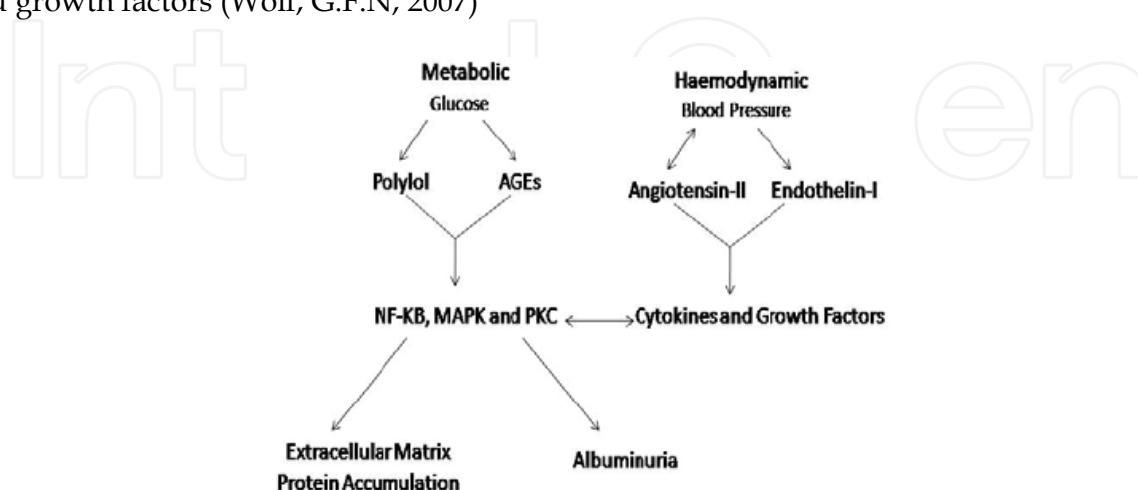 growth factors (Wolf, G.F.N, 2007)
Metabolic
Glucose
Haemodynamic
Blood Pressure
Polylol
AGEs
Angiotensin-II
Endothelin-I
NF-KB, MAPK and PKC
Cytokines and Growth Factors
Extracellular Matrix
Protein Accumulation
Albuminuria